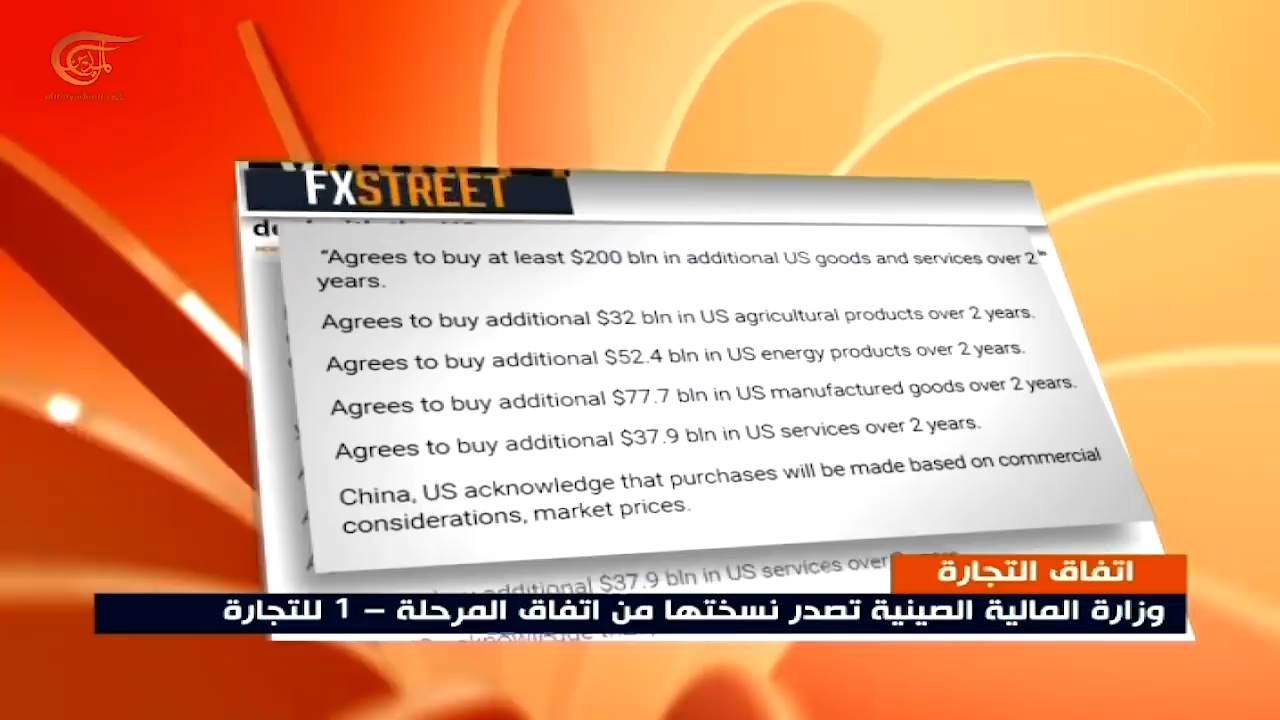 الميادين
almayadeen.net
FXSTREET
"Agrees to buy at least $200 bln in additional US goods and services over 2"
years.
Agrees to buy additional $32 bln in US agricultural products over 2 years.
Agrees to buy additional $52.4 bln in US energy products over 2 years.
Agrees to buy additional $77.7 bln in US manufactured goods over 2 years.
Agrees to buy additional $37.9 bln in US services over 2 years.
China, US acknowledge that purchases will be made based on commercial
considerations, market prices.
additional $37.9 bln in US services over 2 years
اتفاق التجارة
وزارة المالية الصينية تصدر نسختها من اتفاق المرحلة – 1 للتجارة